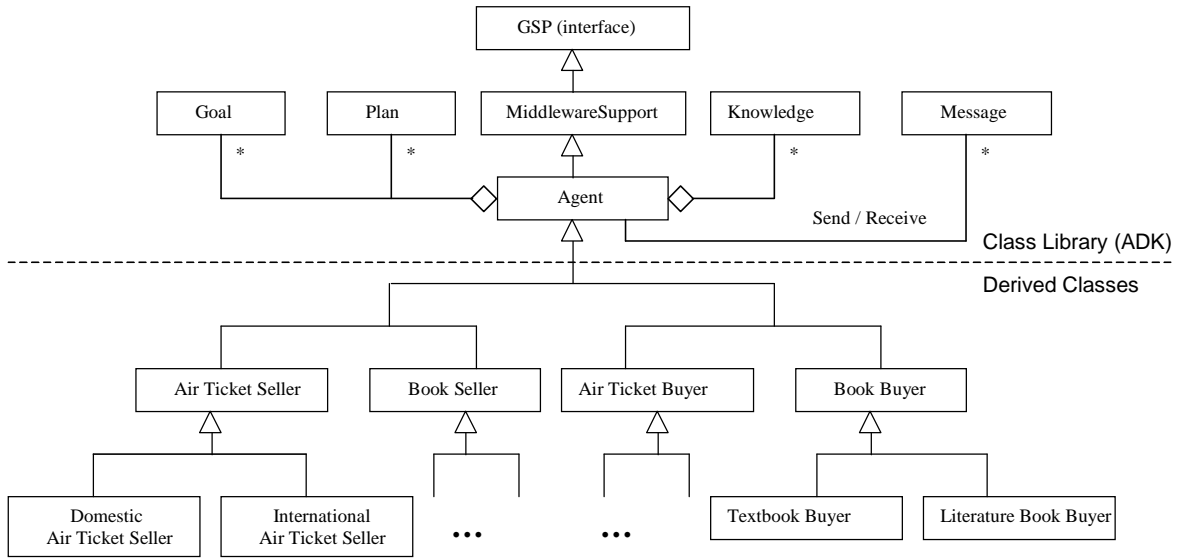 GSP (interface)
Goal
Plan
MiddlewareSupport
Knowledge
Message
*
*
*
*
Agent
Send / Receive
Class Library (ADK)
Derived Classes
Air Ticket Seller
Book Seller
Air Ticket Buyer
Book Buyer
Domestic
Air Ticket Seller
International
Air Ticket Seller
•••
•••
Textbook Buyer
Literature Book Buyer